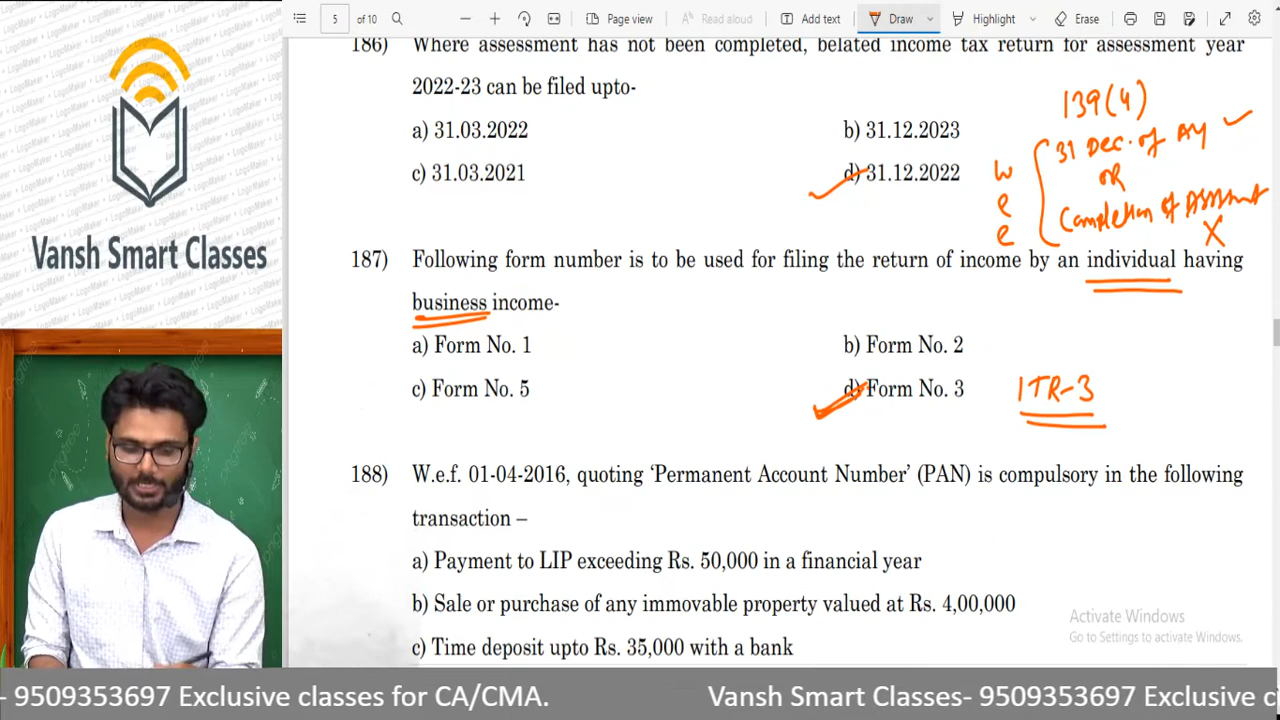 5 of 10
Page view
Read aloud
Add text
Draw
Highlight
Erase
186) Where assessment has not been completed, belated income tax return for assessment year
2022-23 can be filed upto-
a) 31.03.2022 b) 31.12.2023
c) 31.03.2021 d) 31.12.2022
139(4)
31 Dec. of AY
OR
Completion of
w
e
e
187) Following form number is to be used for filing the return of income by an individual having
business income-
a) Form No. 1 b) Form No. 2
c) Form No. 5 d) Form No. 3
ITR-3
188) W.e.f. 01-04-2016, quoting ‘Permanent Account Number’ (PAN) is compulsory in the following
transaction –
a) Payment to LIP exceeding Rs. 50,000 in a financial year
b) Sale or purchase of any immovable property valued at Rs. 4,00,000
c) Time deposit upto Rs. 35,000 with a bank
Activate Windows
Go to Settings to activate Windows.
Vansh Smart Classes
- 9509353697 Exclusive classes for CA/CMA. Vansh Smart Classes- 9509353697 Exclusive c